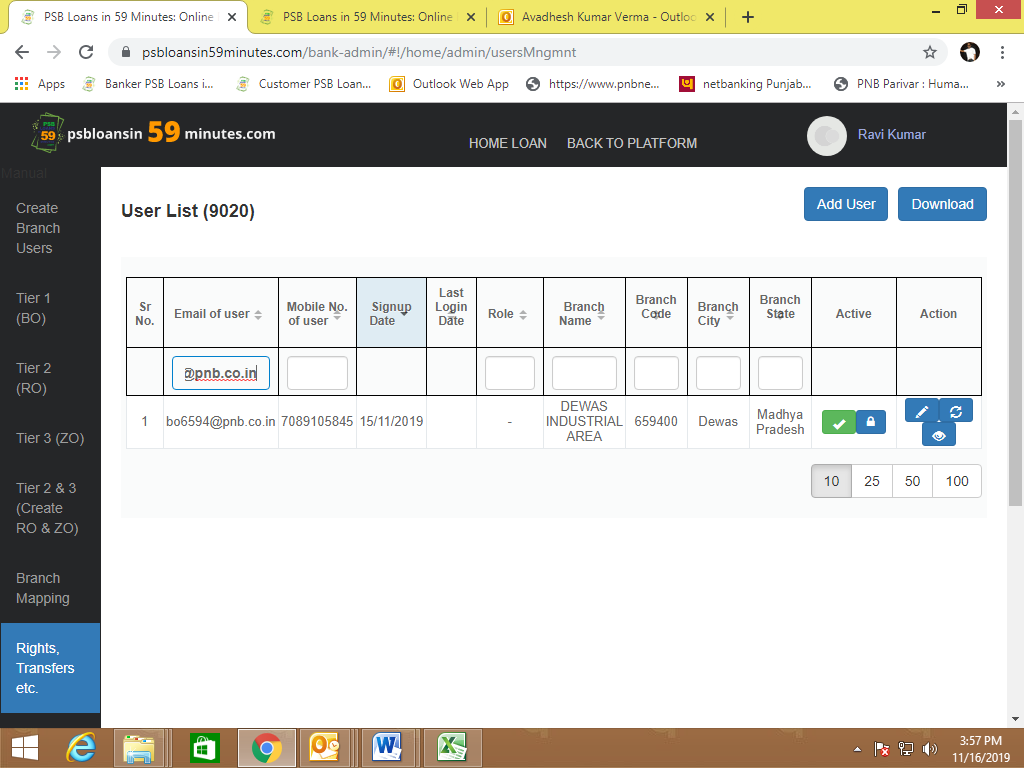 PSB Loans in 59 Minutes: Online
PSB Loans in 59 Minutes: Online
Avadhesh Kumar Verma - Outloo
psbloansin59minutes.com/bank-admin/#!/home/admin/usersMngmnt
Apps
Banker PSB Loans i...
Customer PSB Loan...
Outlook Web App
https://www.pnbne...
netbanking Punjab...
PNB Parivar : Huma...
»
PSB
59
psbloansin 59 minutes.com
HOME LOAN
BACK TO PLATFORM
Ravi Kumar
Manual
Create
Branch
Users
Tier 1
(BO)
Tier 2
(RO)
Tier 3 (ZO)
Tier 2 & 3
(Create
RO & ZO)
Branch
Mapping
Rights,
Transfers
etc.
User List (9020)
Add User
Download
Sr
No.
Email of user
Mobile No.
of user
Signup
Date
Last
Login
Date
Role
Branch
Name
Branch
Code
Branch
City
Branch
State
Active
Action
@pnb.co.in
1
bo6594@pnb.co.in
7089105845
15/11/2019
-
DEWAS
INDUSTRIAL
AREA
659400
Dewas
Madhya
Pradesh
10
25
50
100
3:57 PM
11/16/2019